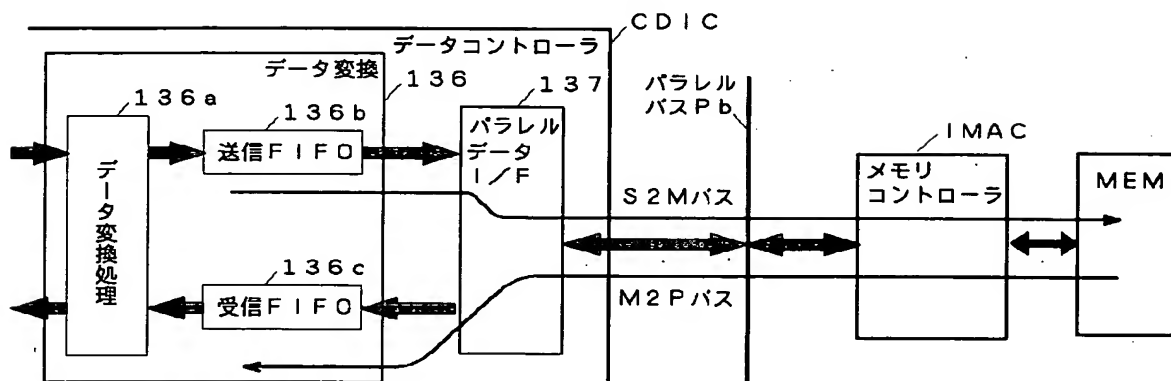 CDIC
データコントローラ
データ変換
136
137
パラレル
バスPb
136a
136b
IMAC
送信FIFO
パラレル
データ
I/F
メモリ
コントローラ
MEM
データ変換処理
S2Mパス
136c
受信FIFO
M2Pパス